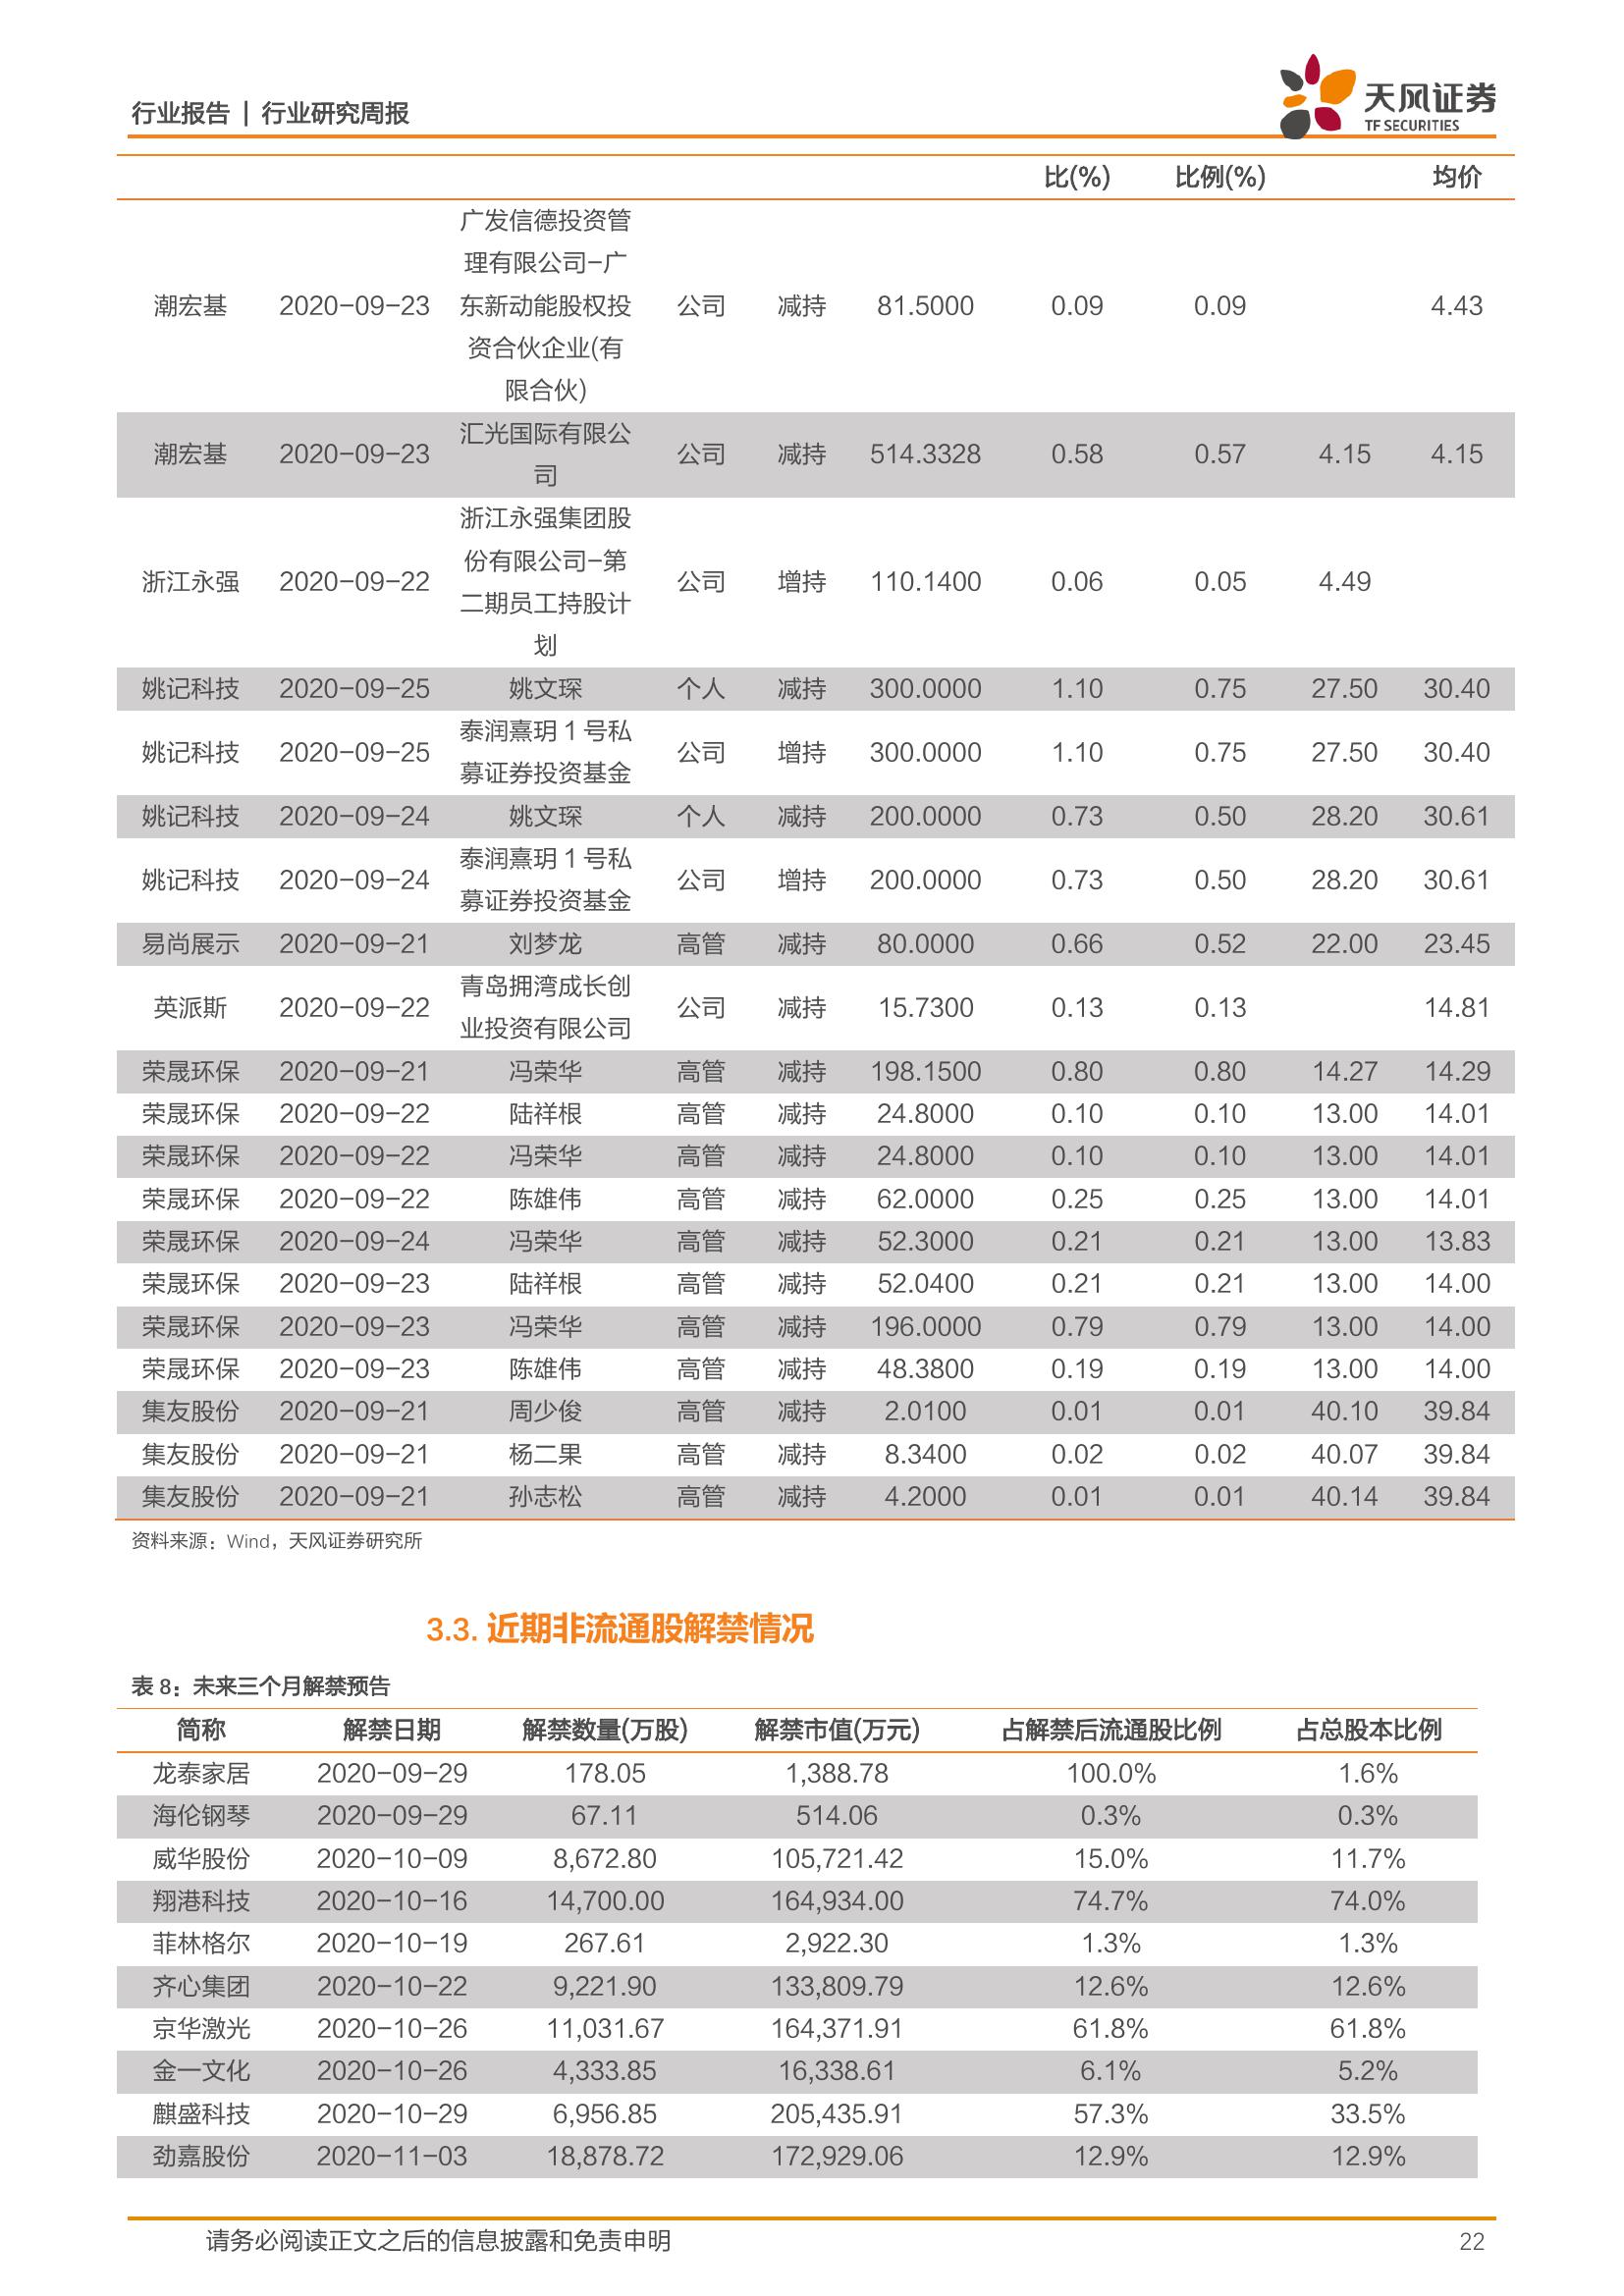 行业报告 | 行业研究周报
天风证券
TF SECURITIES
比(%) 比例(%) 均价
广发信德投资管
理有限公司-广
潮宏基 2020-09-23 东新动能股权投 公司 减持 81.5000 0.09 0.09 4.43
资合伙企业(有
限合伙)
汇光国际有限公
潮宏基 2020-09-23 公司 减持 514.3328 0.58 0.57 4.15 4.15
司
浙江永强集团股
份有限公司-第
浙江永强 2020-09-22 公司 增持 110.1400 0.06 0.05 4.49
二期员工持股计
划
姚记科技 2020-09-25 姚文琛 个人 减持 300.0000 1.10 0.75 27.50 30.40
泰润熹玥 1 号私
姚记科技 2020-09-25 公司 增持 300.0000 1.10 0.75 27.50 30.40
募证券投资基金
姚记科技 2020-09-24 姚文琛 个人 减持 200.0000 0.73 0.50 28.20 30.61
泰润熹玥 1 号私
姚记科技 2020-09-24 公司 增持 200.0000 0.73 0.50 28.20 30.61
募证券投资基金
易尚展示 2020-09-21 刘梦龙 高管 减持 80.0000 0.66 0.52 22.00 23.45
青岛拥湾成长创
英派斯 2020-09-22 公司 减持 15.7300 0.13 0.13 14.81
业投资有限公司
荣晟环保 2020-09-21 冯荣华 高管 减持 198.1500 0.80 0.80 14.27 14.29
荣晟环保 2020-09-22 陆祥根 高管 减持 24.8000 0.10 0.10 13.00 14.01
荣晟环保 2020-09-22 冯荣华 高管 减持 24.8000 0.10 0.10 13.00 14.01
荣晟环保 2020-09-22 陈雄伟 高管 减持 62.0000 0.25 0.25 13.00 14.01
荣晟环保 2020-09-24 冯荣华 高管 减持 52.3000 0.21 0.21 13.00 13.83
荣晟环保 2020-09-23 陆祥根 高管 减持 52.0400 0.21 0.21 13.00 14.00
荣晟环保 2020-09-23 冯荣华 高管 减持 196.0000 0.79 0.79 13.00 14.00
荣晟环保 2020-09-23 陈雄伟 高管 减持 48.3800 0.19 0.19 13.00 14.00
集友股份 2020-09-21 周少俊 高管 减持 2.0100 0.01 0.01 40.10 39.84
集友股份 2020-09-21 杨二果 高管 减持 8.3400 0.02 0.02 40.07 39.84
集友股份 2020-09-21 孙志松 高管 减持 4.2000 0.01 0.01 40.14 39.84
资料来源：Wind，天风证券研究所
3.3. 近期非流通股解禁情况
表 8：未来三个月解禁预告
简称 解禁日期 解禁数量(万股) 解禁市值(万元) 占解禁后流通股比例 占总股本比例
龙泰家居 2020-09-29 178.05 1,388.78 100.0% 1.6%
海伦钢琴 2020-09-29 67.11 514.06 0.3% 0.3%
威华股份 2020-10-09 8,672.80 105,721.42 15.0% 11.7%
翔港科技 2020-10-16 14,700.00 164,934.00 74.7% 74.0%
菲林格尔 2020-10-19 267.61 2,922.30 1.3% 1.3%
齐心集团 2020-10-22 9,221.90 133,809.79 12.6% 12.6%
京华激光 2020-10-26 11,031.67 164,371.91 61.8% 61.8%
金一文化 2020-10-26 4,333.85 16,338.61 6.1% 5.2%
麒盛科技 2020-10-29 6,956.85 205,435.91 57.3% 33.5%
劲嘉股份 2020-11-03 18,878.72 172,929.06 12.9% 12.9%
请务必阅读正文之后的信息披露和免责申明 22